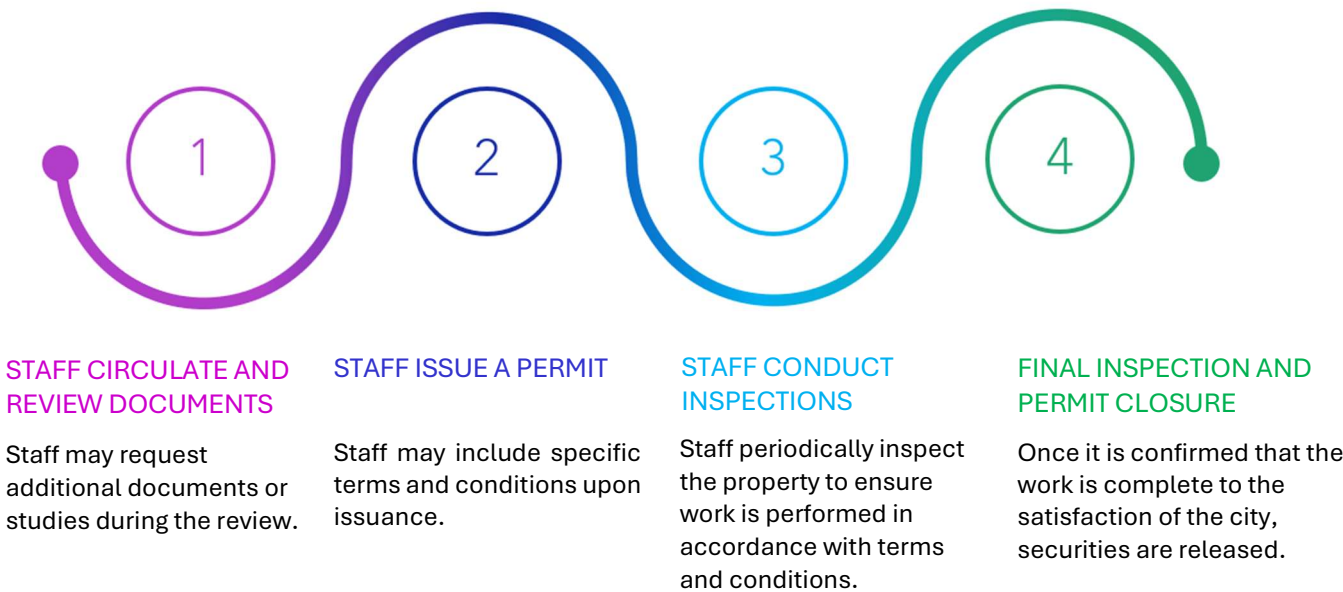 1
2
3
4
STAFF CIRCULATE AND
REVIEW DOCUMENTS
Staff may request
additional documents or
studies during the review.
STAFF ISSUE A PERMIT
Staff may include specific
terms and conditions upon
issuance.
STAFF CONDUCT
INSPECTIONS
Staff periodically inspect
the property to ensure
work is performed in
accordance with terms
and conditions.
FINAL INSPECTION AND
PERMIT CLOSURE
Once it is confirmed that the
work is complete to the
satisfaction of the city,
securities are released.